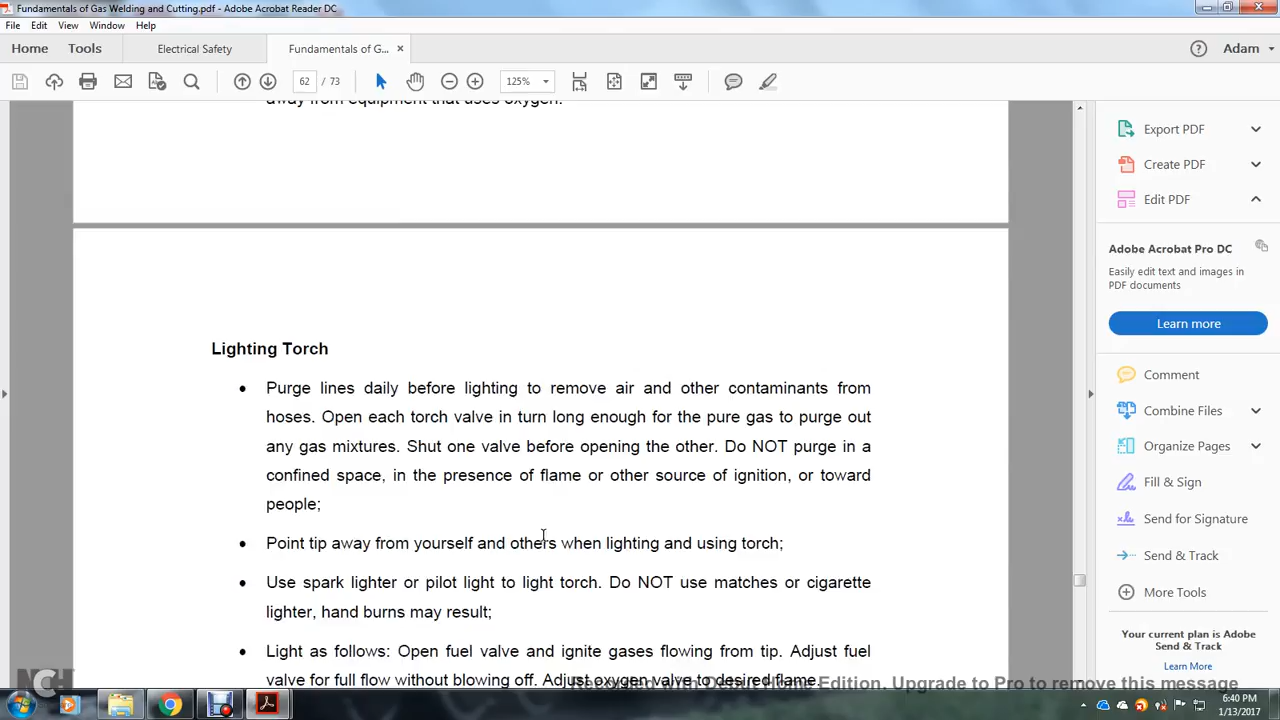 Fundamentals of Gas Welding and Cutting.pdf - Adobe Acrobat Reader DC
File Edit View Window Help
Home Tools Electrical Safety Fundamentals of G... × Adam
62 / 73 125%
away from equipment that uses oxygen.
Lighting Torch
• Purge lines daily before lighting to remove air and other contaminants from
hoses. Open each torch valve in turn long enough for the pure gas to purge out
any gas mixtures. Shut one valve before opening the other. Do NOT purge in a
confined space, in the presence of flame or other source of ignition, or toward
people;
• Point tip away from yourself and others when lighting and using torch;
• Use spark lighter or pilot light to light torch. Do NOT use matches or cigarette
lighter, hand burns may result;
• Light as follows: Open fuel valve and ignite gases flowing from tip. Adjust fuel
valve for full flow without blowing off. Adjust oxygen valve to desired flame.
Export PDF
Create PDF
Edit PDF
Adobe Acrobat Pro DC
Easily edit text and images in
PDF documents
Learn more
Comment
Combine Files
Organize Pages
Fill & Sign
Send for Signature
Send & Track
More Tools
Your current plan is Adobe
Send & Track
Learn More
NCH
Recorded with Debut Home Edition. Upgrade to Pro to remove this message
6:40 PM
1/13/2017